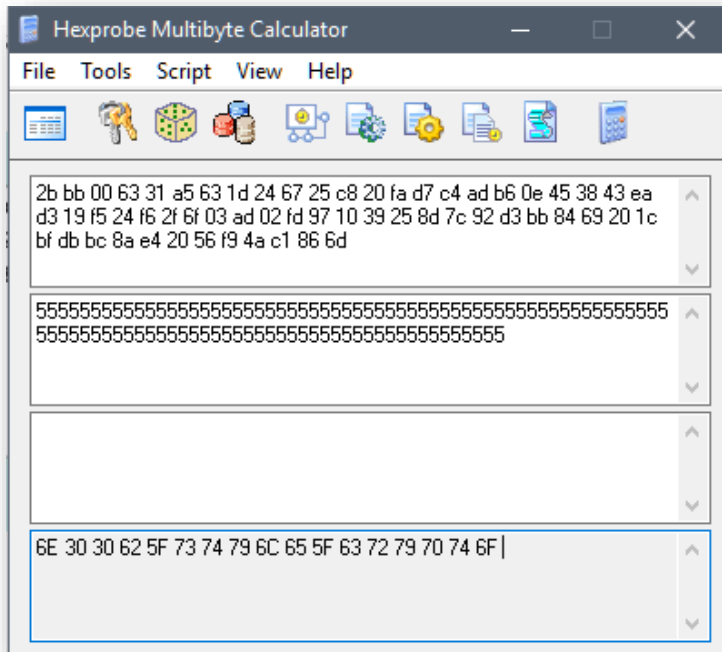 Hexprobe Multibyte Calculator
File Tools Script View Help
2b bb 00 63 31 a5 63 1d 24 67 25 c8 20 fa d7 c4 ad b6 0e 45 38 43 ea
d3 19 f5 24 f6 2f 6f 03 ad 02 fd 97 10 39 25 8d 7c 92 d3 bb 84 69 20 1c
bf db bc 8a e4 20 56 f9 4a c1 86 6d
6E 30 30 62 5F 73 74 79 6C 65 5F 63 72 79 70 74 6F